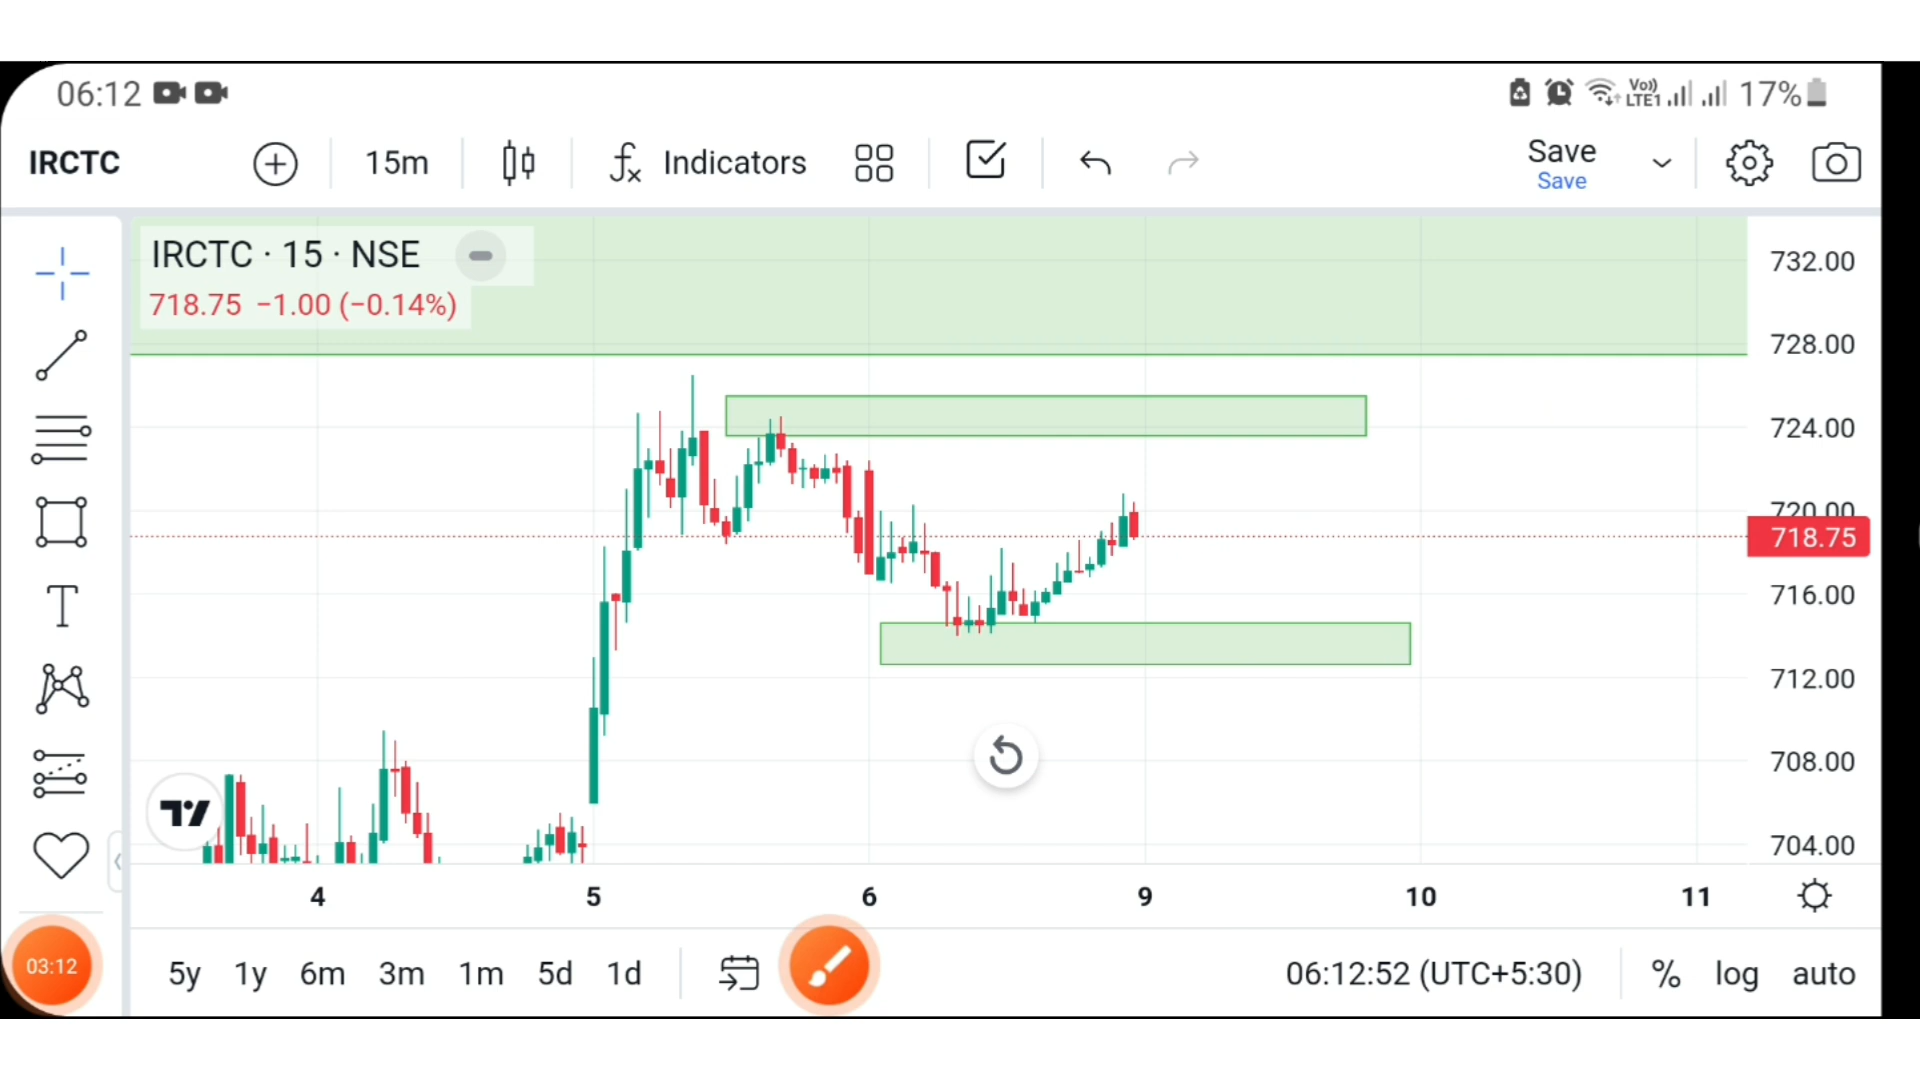 06:12 Vo)) LTE1 17%
IRCTC 15m Indicators Save
Save
IRCTC · 15 · NSE
718.75 −1.00 (−0.14%)
732.00
728.00
724.00
720.00
718.75
716.00
712.00
708.00
704.00
4 5 6 9 10 11
03:12
5y 1y 6m 3m 1m 5d 1d 06:12:52 (UTC+5:30) % log auto